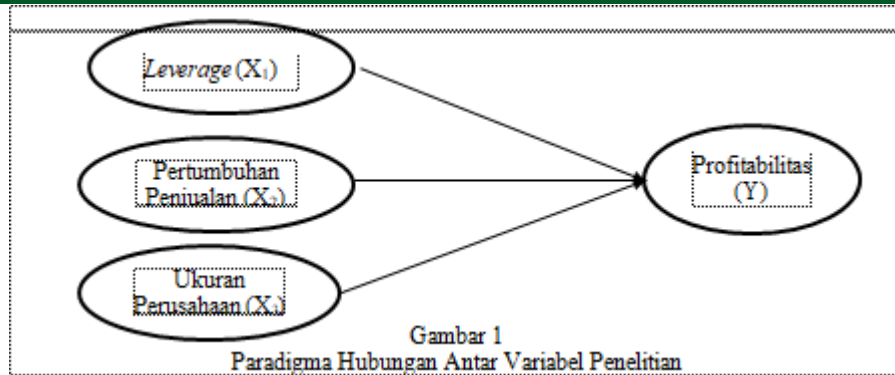 Leverage (X₁)
Pertumbuhan
Penjualan (X₂)
Profitabilitas
(Y)
Ukuran
Perusahaan (X₃)
Gambar 1
Paradigma Hubungan Antar Variabel Penelitian